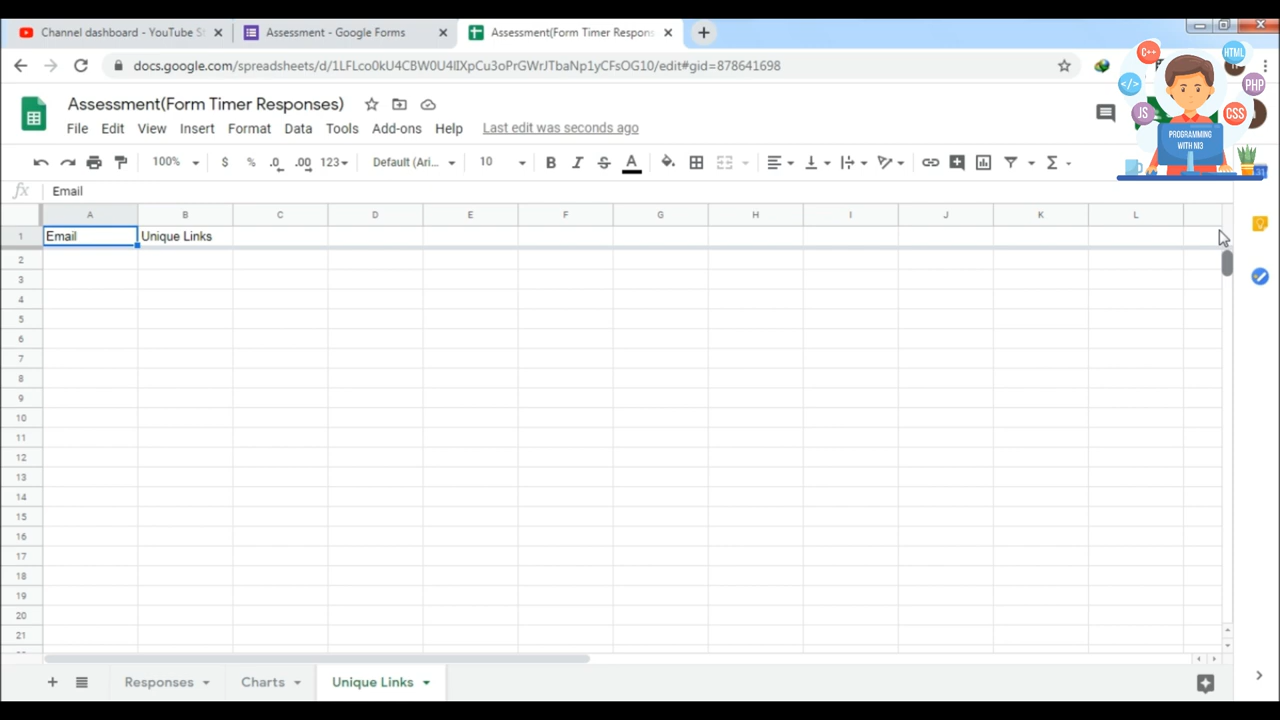 Channel dashboard - YouTube St
Assessment - Google Forms
Assessment(Form Timer Respons
docs.google.com/spreadsheets/d/1LFLco0kU4CBW0U4lIXpCu3oPrGWrJTbaNp1yCFsOG10/edit#gid=878641698
Assessment(Form Timer Responses)
File Edit View Insert Format Data Tools Add-ons Help Last edit was seconds ago
100% $ % .0 .00 123 Default (Ari... 10 B I S A Σ
fx Email
A B C D E F G H I J K L
1 Email Unique Links
2
3
4
5
6
7
8
9
10
11
12
13
14
15
16
17
18
19
20
21
Responses Charts Unique Links
C++ HTML
</> PHP
JS CSS
PROGRAMMING
WITH NI3